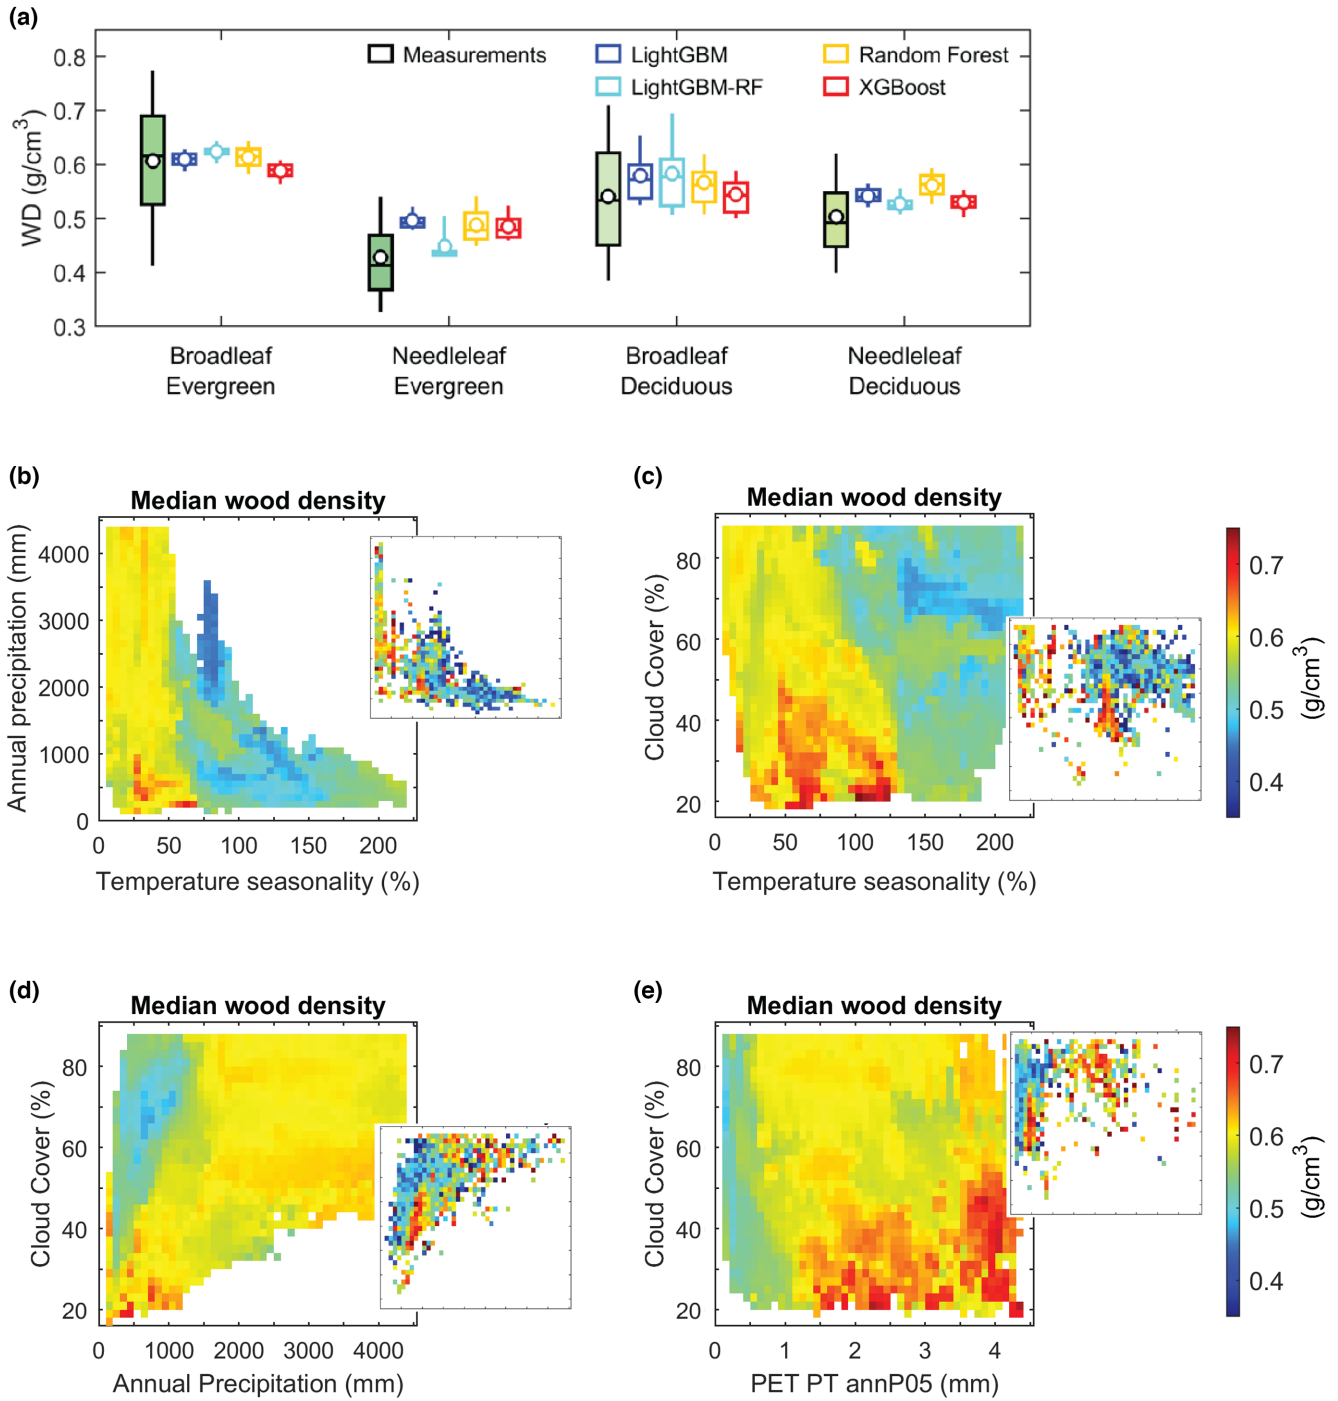 (a)
0.8
0.7
0.6
0.5
0.4
0.3
WD (g/cm3)
Measurements
LightGBM
Random Forest
LightGBM-RF
XGBoost
Broadleaf
Evergreen
Needleleaf
Evergreen
Broadleaf
Deciduous
Needleleaf
Deciduous
(b)
Median wood density
Annual precipitation (mm)
4000
3000
2000
1000
0
0 50 100 150 200
Temperature seasonality (%)
(c)
Median wood density
Cloud Cover (%)
80
60
40
20
0 50 100 150 200
Temperature seasonality (%)
0.7
0.6
0.5
0.4
(g/cm3)
(d)
Median wood density
Cloud Cover (%)
80
60
40
20
0 1000 2000 3000 4000
Annual Precipitation (mm)
(e)
Median wood density
Cloud Cover (%)
80
60
40
20
0 1 2 3 4
PET PT annP05 (mm)
0.7
0.6
0.5
0.4
(g/cm3)